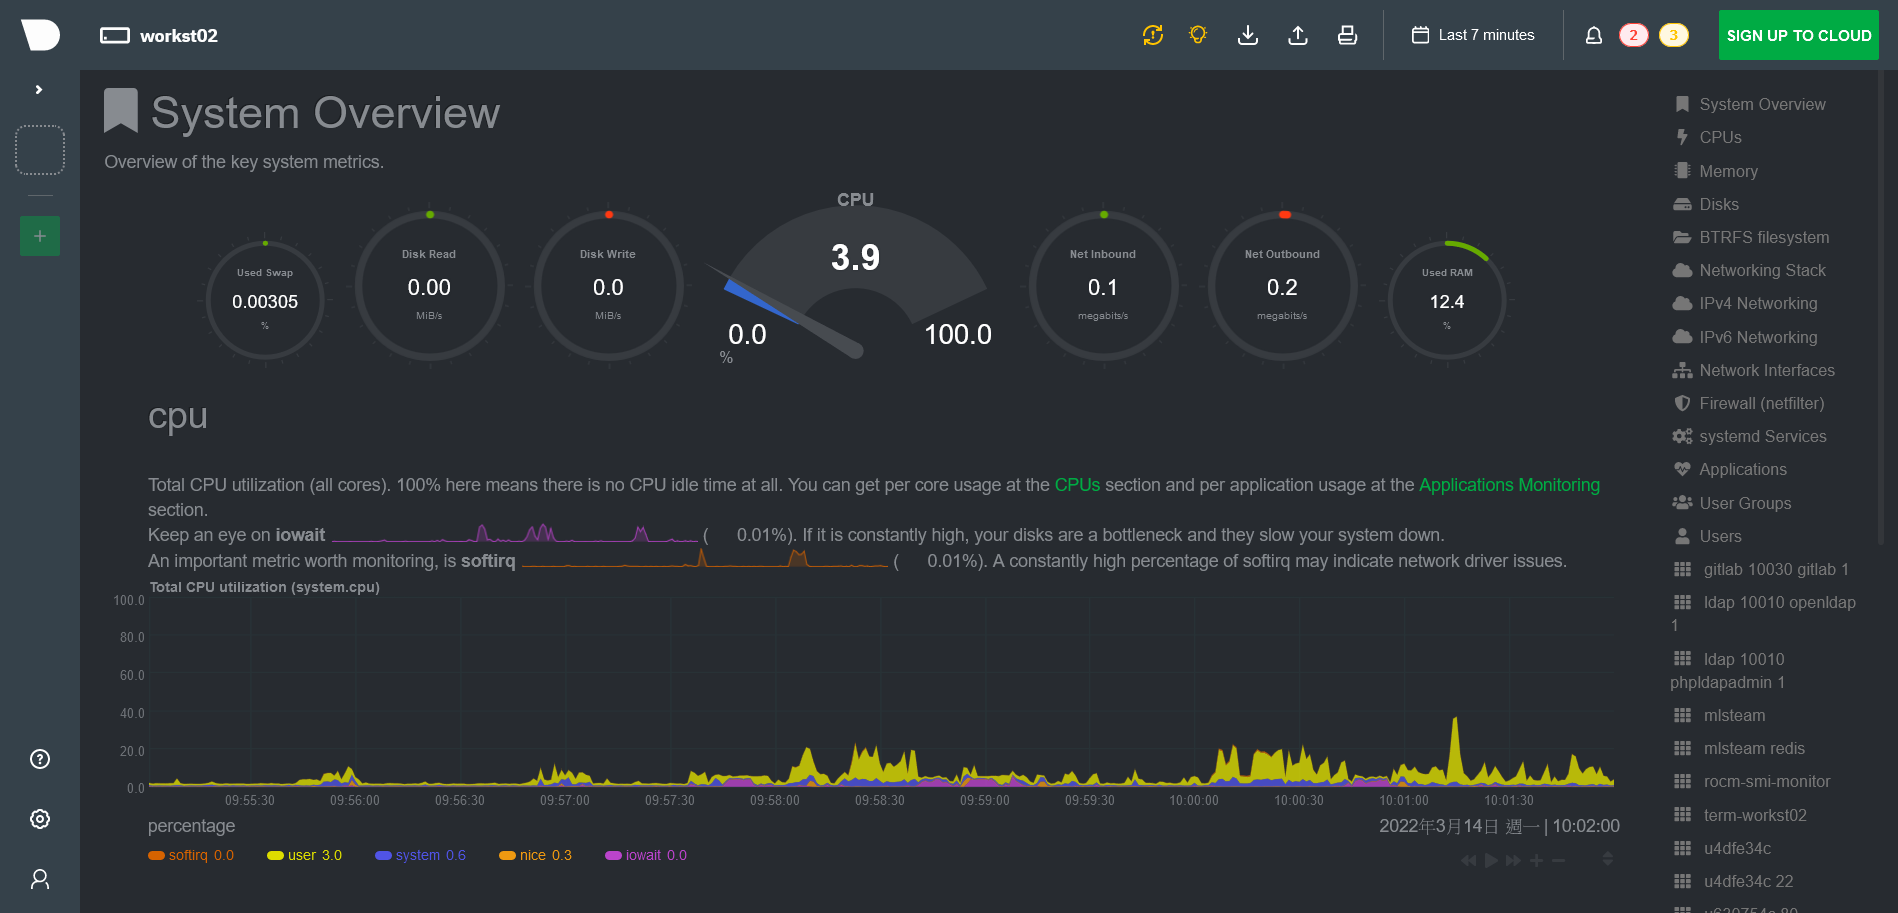 workst02
Last 7 minutes
2
3
SIGN UP TO CLOUD
System Overview
Overview of the key system metrics.
Used Swap
0.00305
%
Disk Read
0.00
MiB/s
Disk Write
0.0
MiB/s
CPU
3.9
0.0
100.0
%
Net Inbound
0.1
megabits/s
Net Outbound
0.2
megabits/s
Used RAM
12.4
%
cpu
Total CPU utilization (all cores). 100% here means there is no CPU idle time at all. You can get per core usage at the CPUs section and per application usage at the Applications Monitoring
section.
Keep an eye on iowait ( 0.01%). If it is constantly high, your disks are a bottleneck and they slow your system down.
An important metric worth monitoring, is softirq ( 0.01%). A constantly high percentage of softirq may indicate network driver issues.
Total CPU utilization (system.cpu)
100.0
80.0
60.0
40.0
20.0
0.0
09:55:30 09:56:00 09:56:30 09:57:00 09:57:30 09:58:00 09:58:30 09:59:00 09:59:30 10:00:00 10:00:30 10:01:00 10:01:30
percentage
2022年3月14日 週一 | 10:02:00
softirq 0.0 user 3.0 system 0.6 nice 0.3 iowait 0.0
System Overview
CPUs
Memory
Disks
BTRFS filesystem
Networking Stack
IPv4 Networking
IPv6 Networking
Network Interfaces
Firewall (netfilter)
systemd Services
Applications
User Groups
Users
gitlab 10030 gitlab 1
ldap 10010 openldap
1
ldap 10010
phpldapadmin 1
mlsteam
mlsteam redis
rocm-smi-monitor
term-workst02
u4dfe34c
u4dfe34c 22